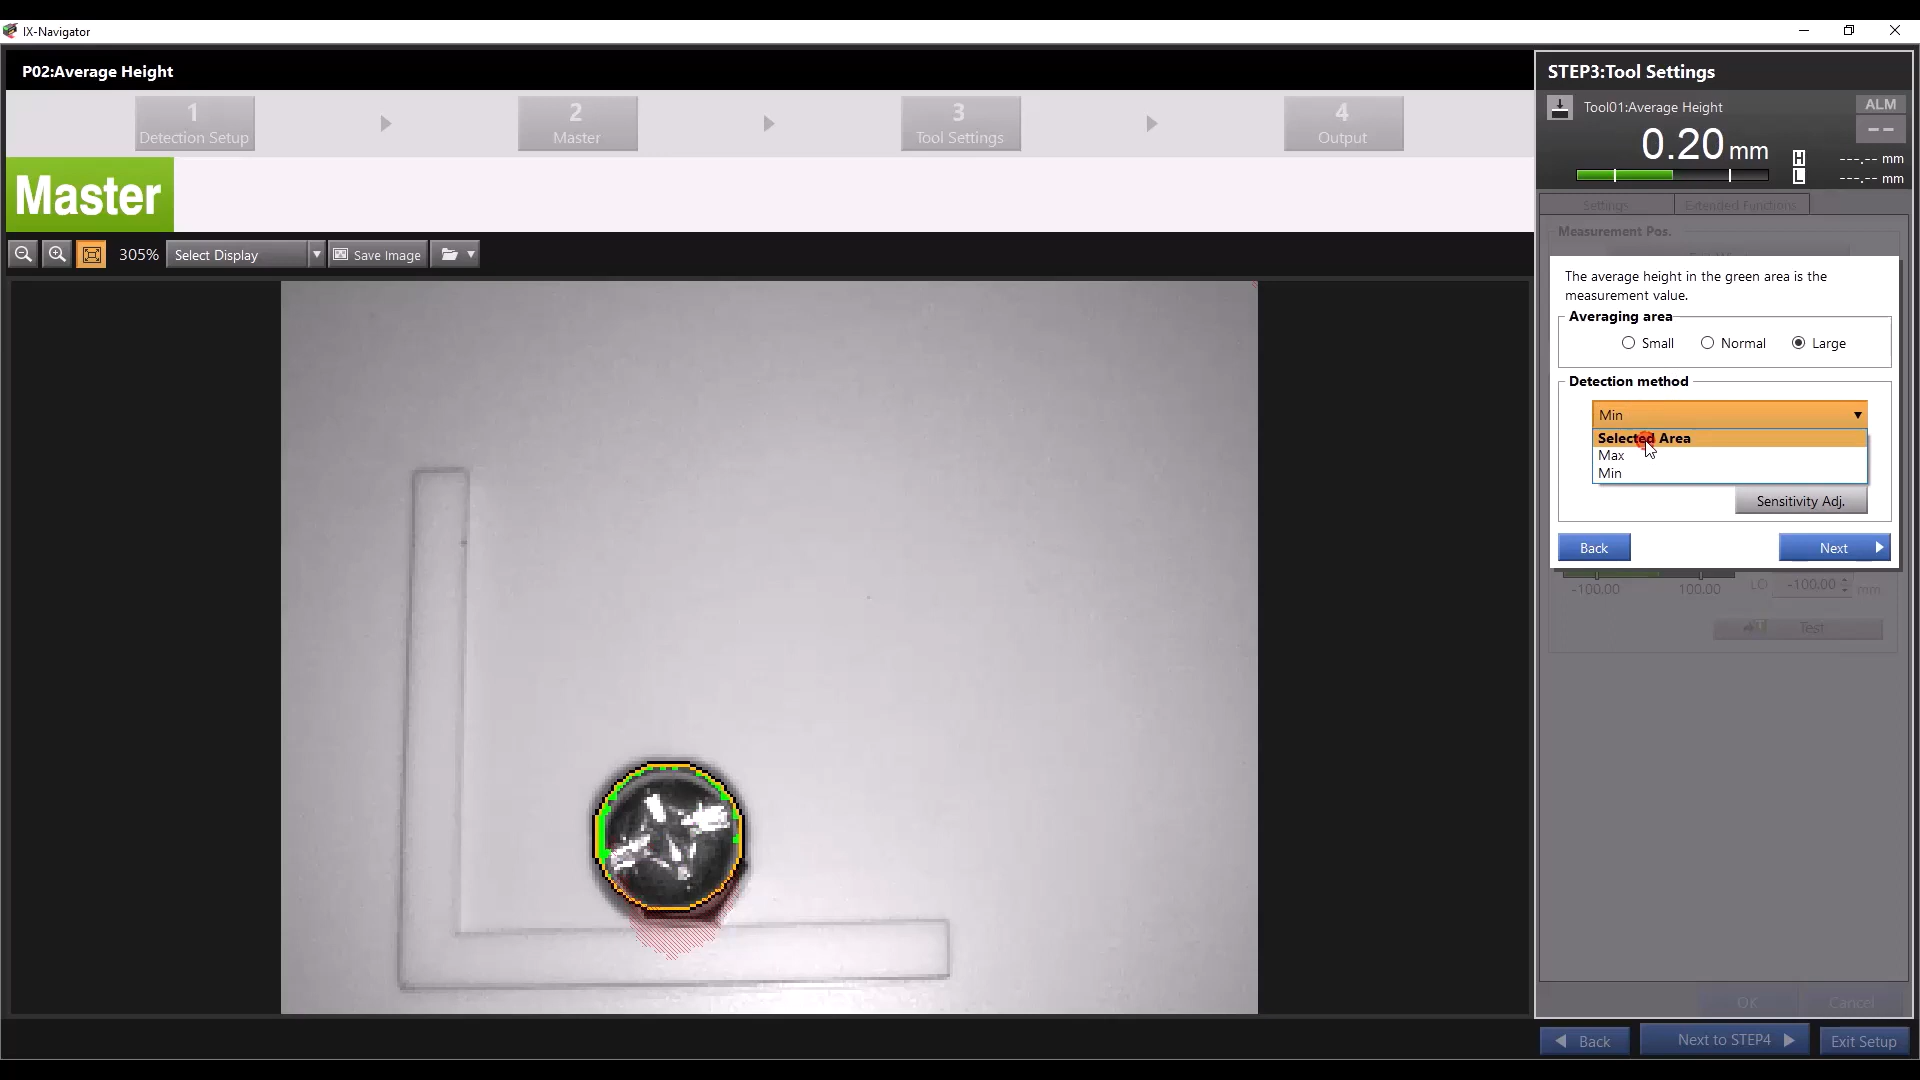 IX-Navigator
P02:Average Height
1
Detection Setup
2
Master
3
Tool Settings
4
Output
Master
305%
Select Display
Save Image
STEP3:Tool Settings
Tool01:Average Height
ALM
--
0.20 mm
H
---.-- mm
L
---.-- mm
Settings
Extended Functions
Measurement Pos.
The average height in the green area is the
measurement value.
Averaging area
Small
Normal
Large
Detection method
Min
Selected Area
Max
Min
Sensitivity Adj.
Back
Next
-100.00
100.00
LO
-100.00
mm
Test
OK
Cancel
Back
Next to STEP4
Exit Setup